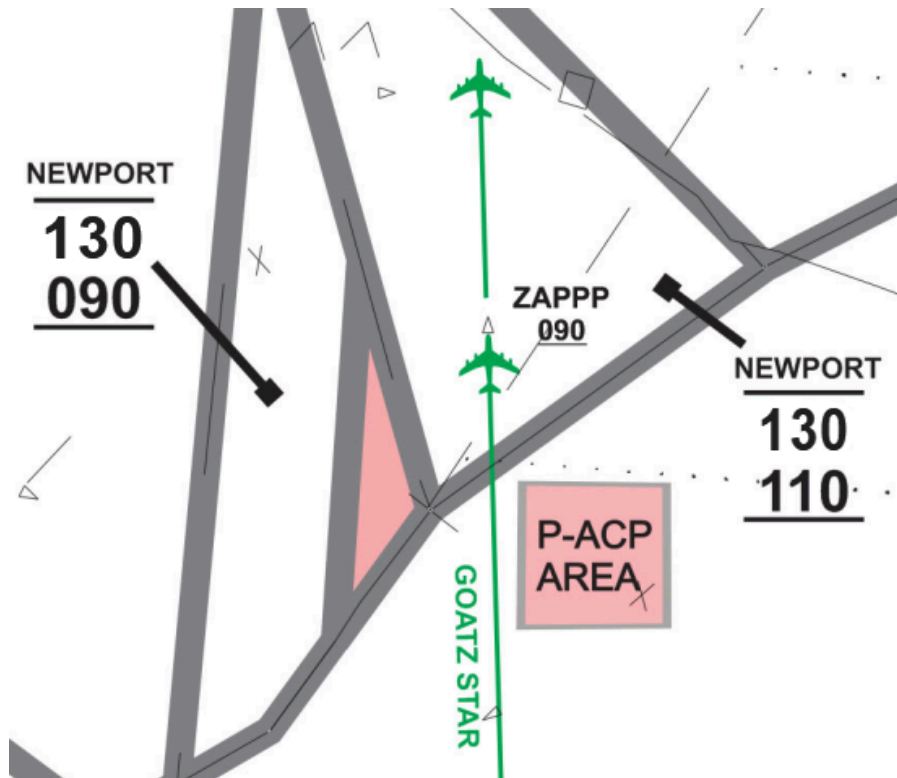 NEWPORT
130
090
ZAPPP
090
NEWPORT
130
110
P-ACP
AREA
GOATZ STAR